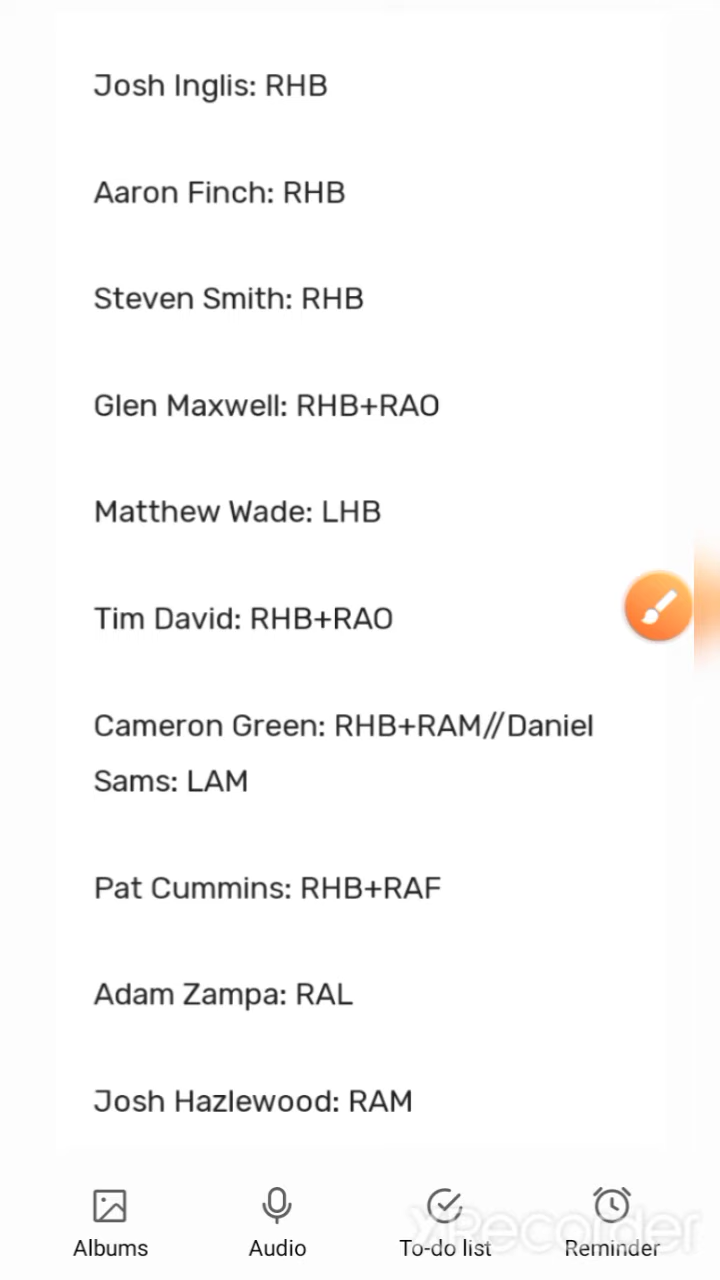 Josh Inglis: RHB
Aaron Finch: RHB
Steven Smith: RHB
Glen Maxwell: RHB+RAO
Matthew Wade: LHB
Tim David: RHB+RAO
Cameron Green: RHB+RAM//Daniel
Sams: LAM
Pat Cummins: RHB+RAF
Adam Zampa: RAL
Josh Hazlewood: RAM
XRecorder
Albums Audio To-do list Reminder